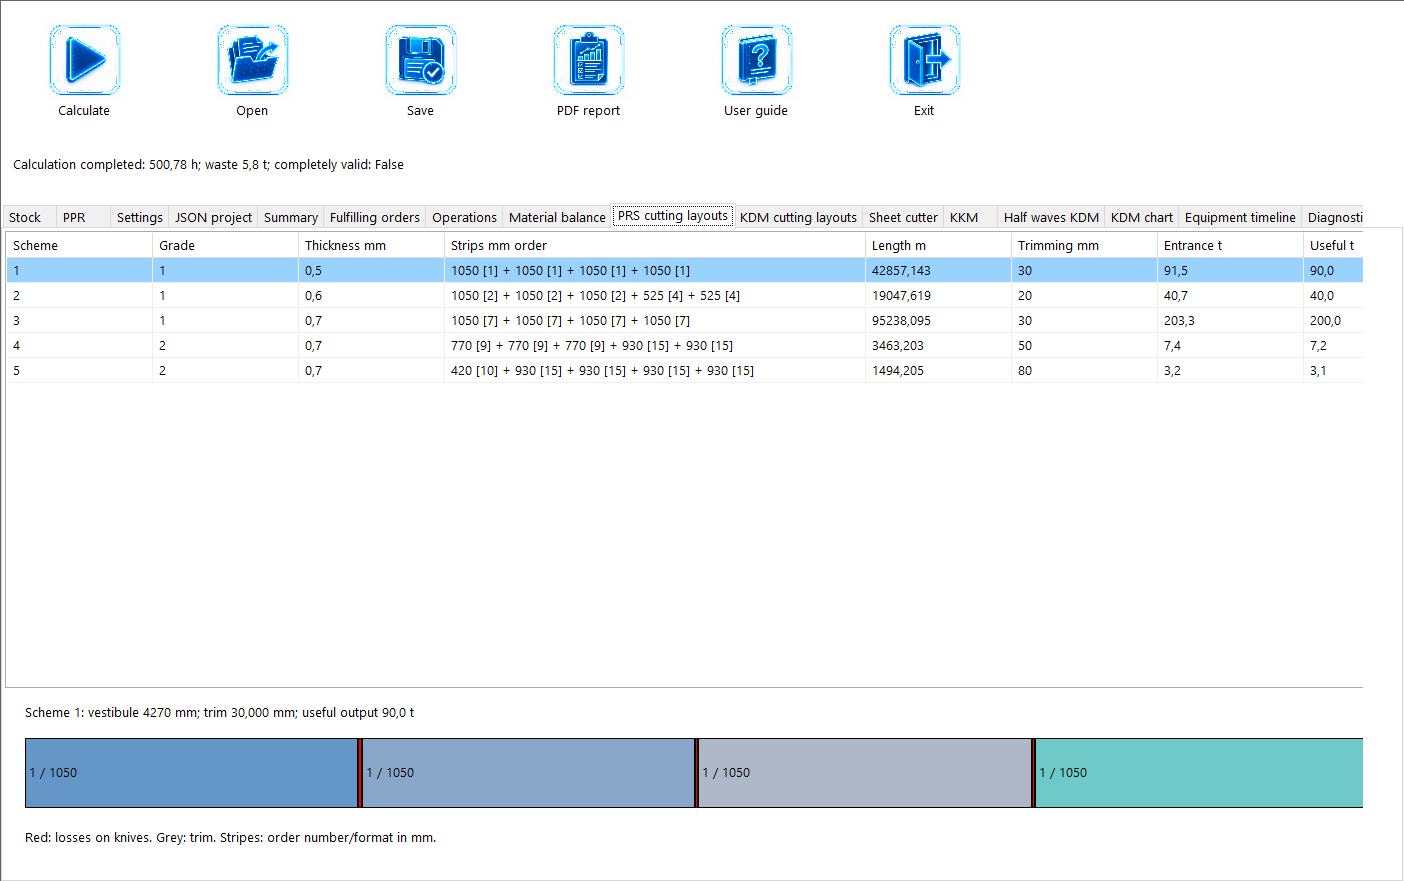 Calculate Open Save PDF report User guide Exit
Calculation completed: 500,78 h; waste 5,8 t; completely valid: False
Stock PPR Settings JSON project Summary Fulfilling orders Operations Material balance PRS cutting layouts KDM cutting layouts Sheet cutter KKM Half waves KDM KDM chart Equipment timeline Diagnosti
Scheme Grade Thickness mm Strips mm order Length m Trimming mm Entrance t Useful t
1 1 0,5 1050 [1] + 1050 [1] + 1050 [1] + 1050 [1] 42857,143 30 91,5 90,0
2 1 0,6 1050 [2] + 1050 [2] + 1050 [2] + 525 [4] + 525 [4] 19047,619 20 40,7 40,0
3 1 0,7 1050 [7] + 1050 [7] + 1050 [7] + 1050 [7] 95238,095 30 203,3 200,0
4 2 0,7 770 [9] + 770 [9] + 770 [9] + 930 [15] + 930 [15] 3463,203 50 7,4 7,2
5 2 0,7 420 [10] + 930 [15] + 930 [15] + 930 [15] + 930 [15] 1494,205 80 3,2 3,1
Scheme 1: vestibule 4270 mm; trim 30,000 mm; useful output 90,0 t
1 / 1050 1 / 1050 1 / 1050 1 / 1050
Red: losses on knives. Grey: trim. Stripes: order number/format in mm.